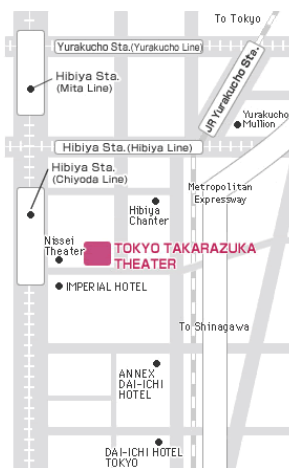 To Tokyo
Yurakucho Sta.(Yurakucho Line)
JR Yurakucho Sta.
Hibiya Sta.
(Mita Line)
Yurakucho
Mullion
Hibiya Sta. (Hibiya Line)
Hibiya Sta.
(Chiyoda Line)
Metropolitan
Expressway
Hibiya
Chanter
Nissei
Theater
TOKYO TAKARAZUKA
THEATER
IMPERIAL HOTEL
To Shinagawa
ANNEX
DAI-ICHI
HOTEL
DAI-ICHI HOTEL
TOKYO